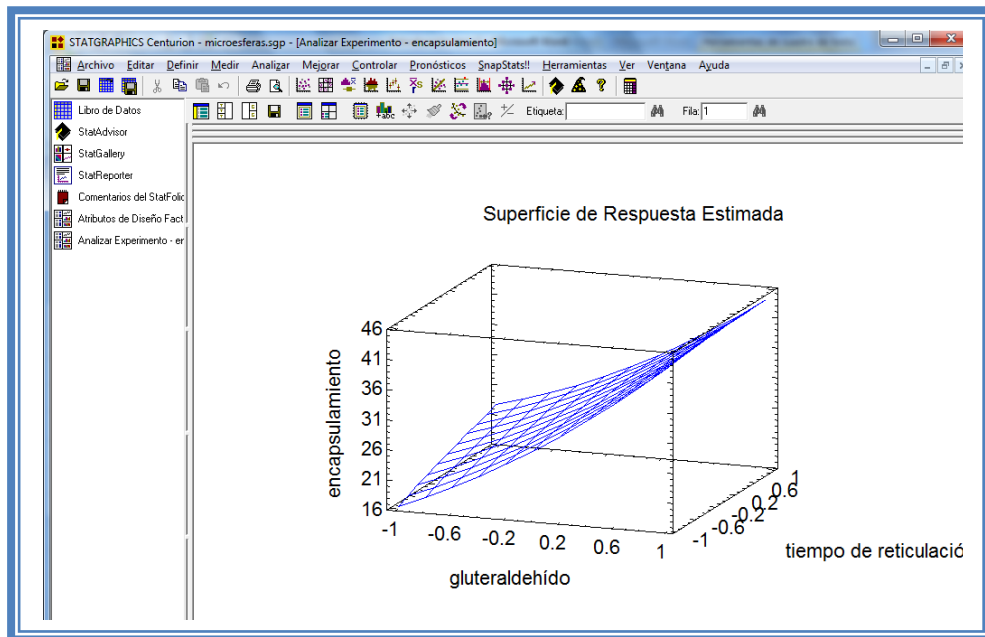 STATGRAPHICS Centurion - microesferas.sgp - [Analizar Experimento - encapsulamiento]
Archivo Editar Definir Medir Analizar Mejorar Controlar Pronósticos SnapStats!! Herramientas Ver Ventana Ayuda
Etiqueta: Fila: 1
Libro de Datos
StatAdvisor
StatGallery
StatReporter
Comentarios del StatFolio
Atributos de Diseño Fact
Analizar Experimento - er
Superficie de Respuesta Estimada
encapsulamiento
46
41
36
31
26
21
16
-1 -0.6 -0.2 0.2 0.6 1
gluteraldehído
-1 -0.6 -0.2 0.2 0.6 1
tiempo de reticulació